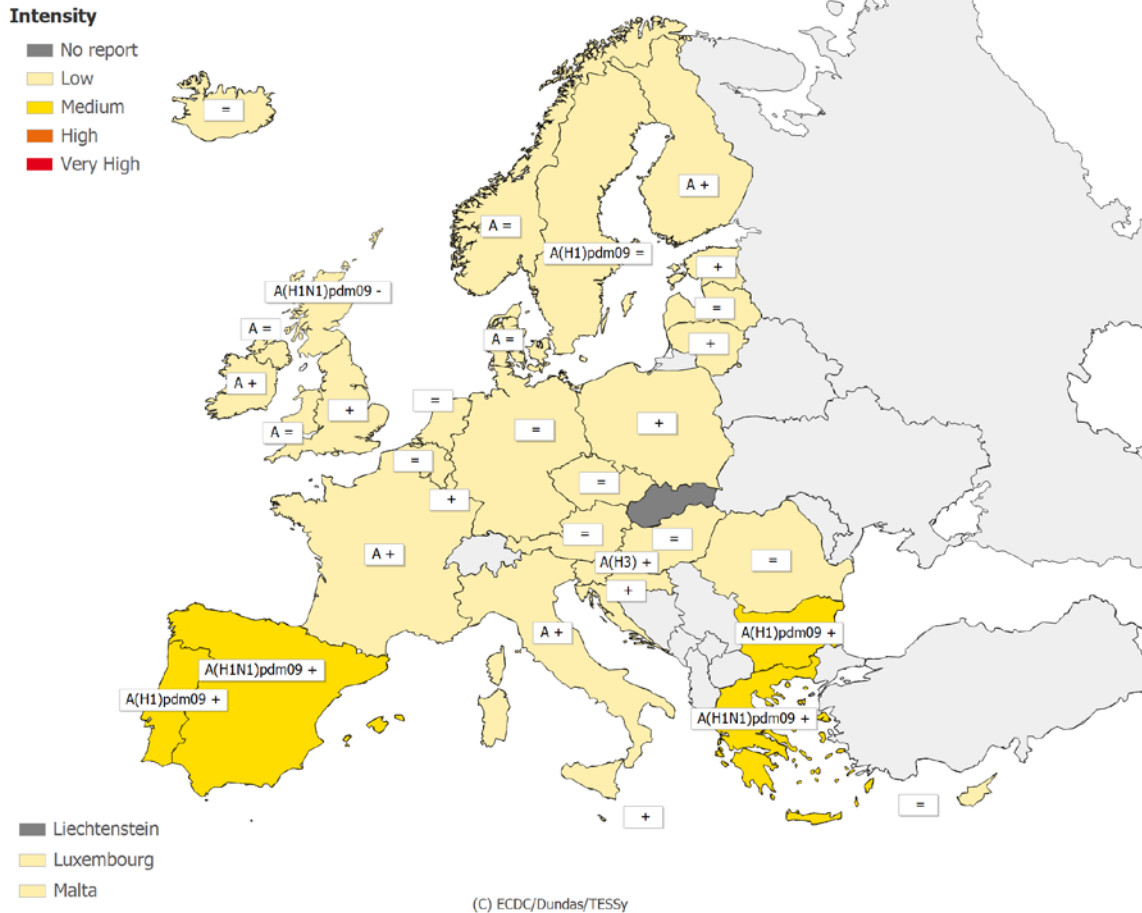 Intensity
No report
Low
Medium
High
Very High
=
A +
A =
A(H1)pdm09 =
+
A(H1N1)pdm09 -
=
A =
A =
+
A +
=
+
+
A =
=
=
=
+
=
A +
=
=
A(H3) +
=
+
A +
A(H1)pdm09 +
A(H1N1)pdm09 +
A(H1)pdm09 +
A(H1N1)pdm09 +
=
+
Liechtenstein
Luxembourg
Malta
(C) ECDC/Dundas/TESSy